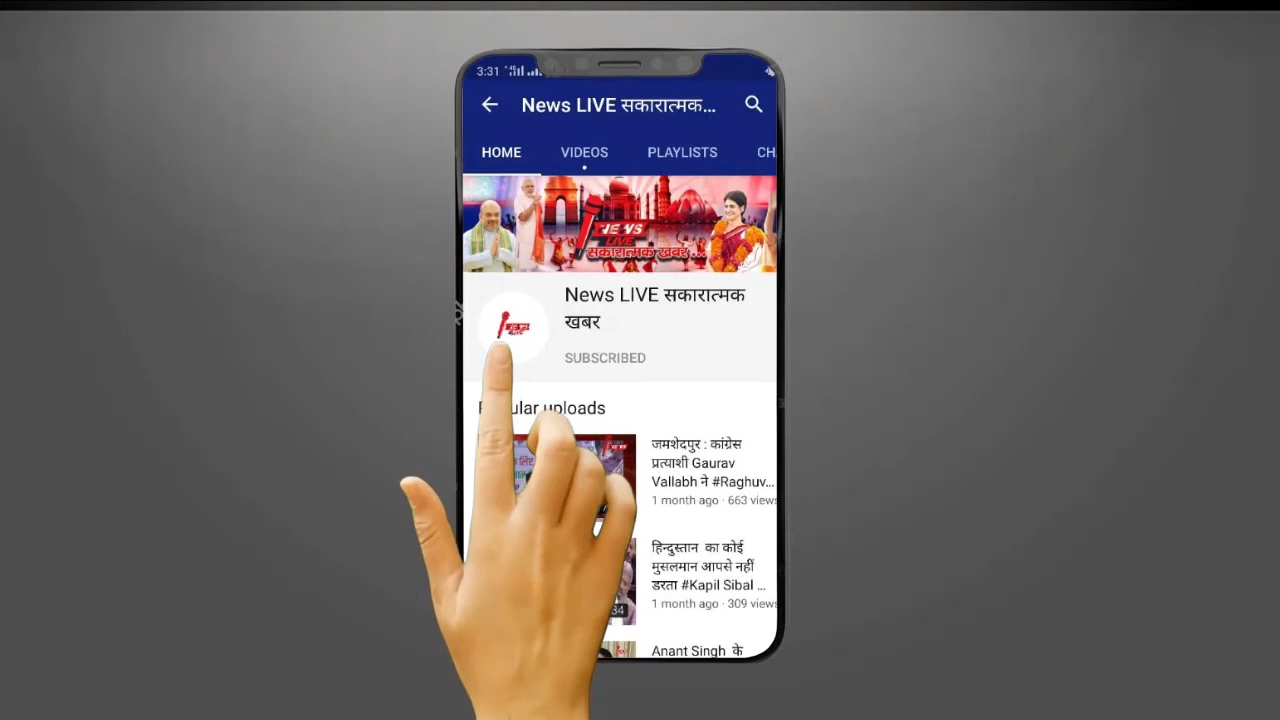 3:31
News LIVE सकारात्मक...
HOME VIDEOS PLAYLISTS CH
NEWS
LIVE
सकारात्मक खबर ...
News LIVE सकारात्मक
खबर
NEWS
SUBSCRIBED
ular uploads
जमशेदपुर : कांग्रेस
प्रत्याशी Gaurav
Vallabh ने #Raghuv...
1 month ago · 663 views
हिन्दुस्तान का कोई
मुसलमान आपसे नहीं
डरता #Kapil Sibal ...
1 month ago · 309 views
34
Anant Singh के